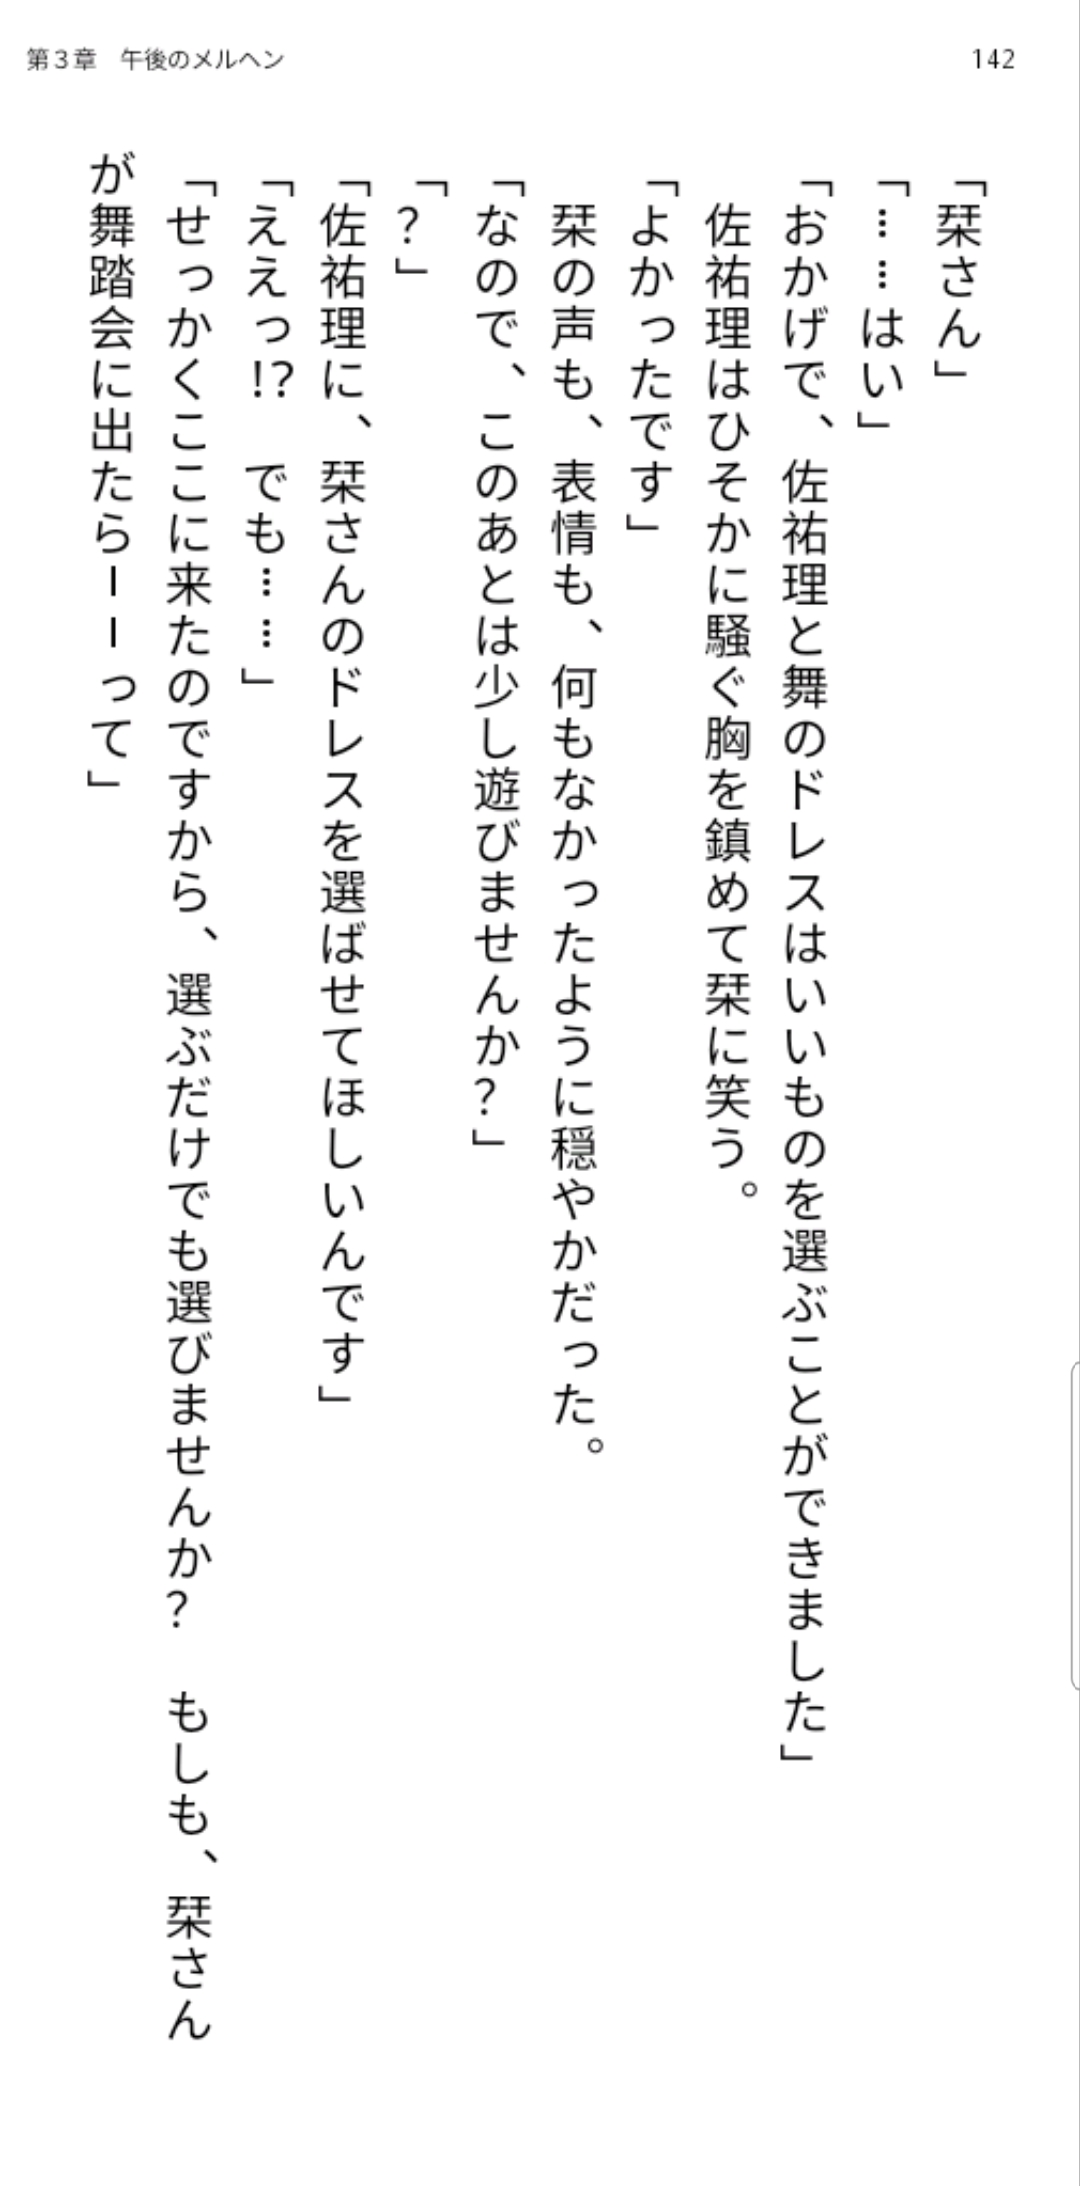 第３章　午後のメルヘン
142
「栞さん」
「……はい」
「おかげで、佐祐理と舞のドレスはいいものを選ぶことができました」
　佐祐理はひそかに騒ぐ胸を鎮めて栞に笑う。
「よかったです」
　栞の声も、表情も、何もなかったように穏やかだった。
「なので、このあとは少し遊びませんか？」
「？」
「佐祐理に、栞さんのドレスを選ばせてほしいんです」
「ええっ!?　でも……」
「せっかくここに来たのですから、選ぶだけでも選びませんか？　もしも、栞さん
が舞踏会に出たらーーって」